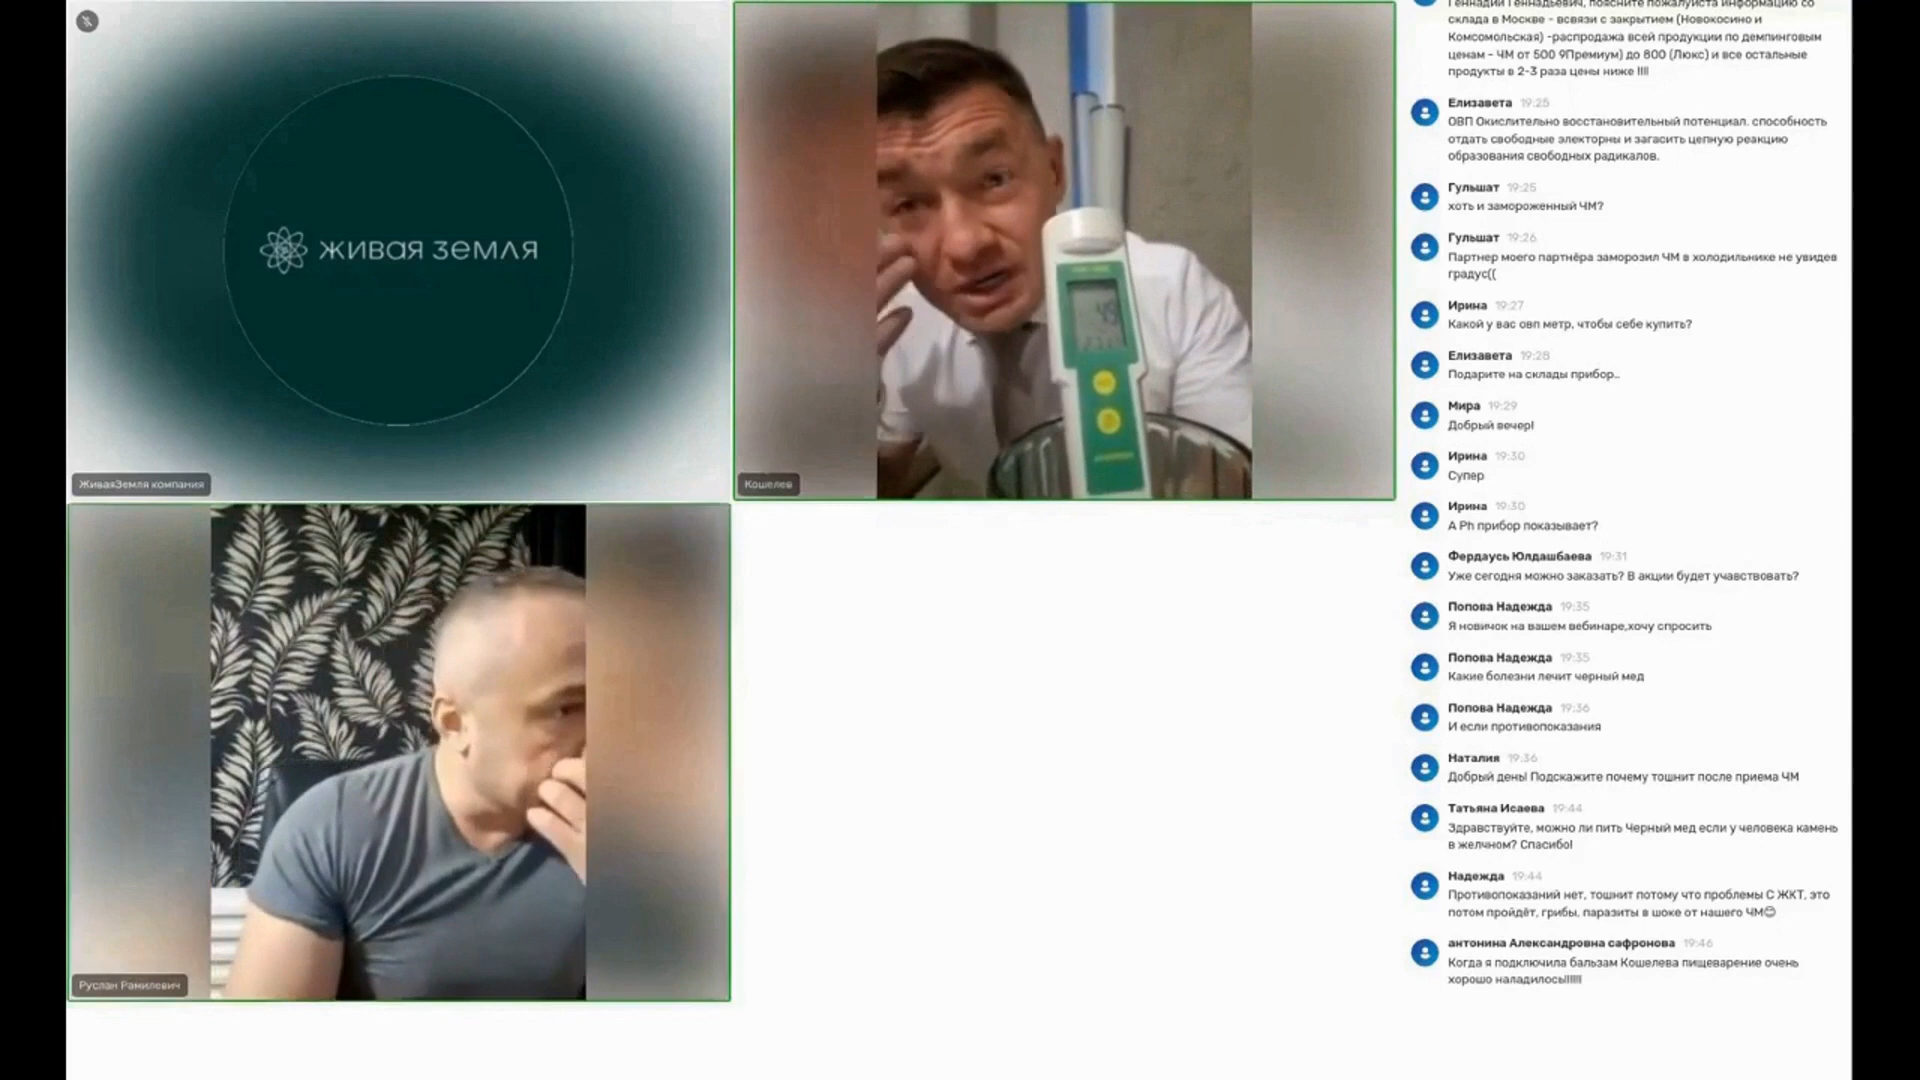 живая земля
ЖиваяЗемля компания
Кошелев
Руслан Рамилевич
Геннадий Геннадьевич, поясните пожалуйста информацию со
склада в Москве - всвязи с закрытием (Новокосино и
Комсомольская) -распродажа всей продукции по демпинговым
ценам - ЧМ от 500 9Премиум) до 800 (Люкс) и все остальные
продукты в 2-3 раза цены ниже !!!!
Елизавета 19:25
ОВП Окислительно восстановительный потенциал. способность
отдать свободные электорны и загасить цепную реакцию
образования свободных радикалов.
Гульшат 19:25
хоть и замороженный ЧМ?
Гульшат 19:26
Партнер моего партнёра заморозил ЧМ в холодильнике не увидев
градус((
Ирина 19:27
Какой у вас овп метр, чтобы себе купить?
Елизавета 19:28
Подарите на склады прибор..
Мира 19:29
Добрый вечер!
Ирина 19:30
Супер
Ирина 19:30
А Ph прибор показывает?
Фердаусь Юлдашбаева 19:31
Уже сегодня можно заказать? В акции будет учавствовать?
Попова Надежда 19:35
Я новичок на вашем вебинаре,хочу спросить
Попова Надежда 19:35
Какие болезни лечит черный мед
Попова Надежда 19:36
И если противопоказания
Наталия 19:36
Добрый день! Подскажите почему тошнит после приема ЧМ
Татьяна Исаева 19:44
Здравствуйте, можно ли пить Черный мед если у человека камень
в желчном? Спасибо!
Надежда 19:44
Противопоказаний нет, тошнит потому что проблемы С ЖКТ, это
потом пройдёт, грибы, паразиты в шоке от нашего ЧМ😊
антонина Александровна сафронова 19:46
Когда я подключила бальзам Кошелева пищеварение очень
хорошо наладилось!!!!!!